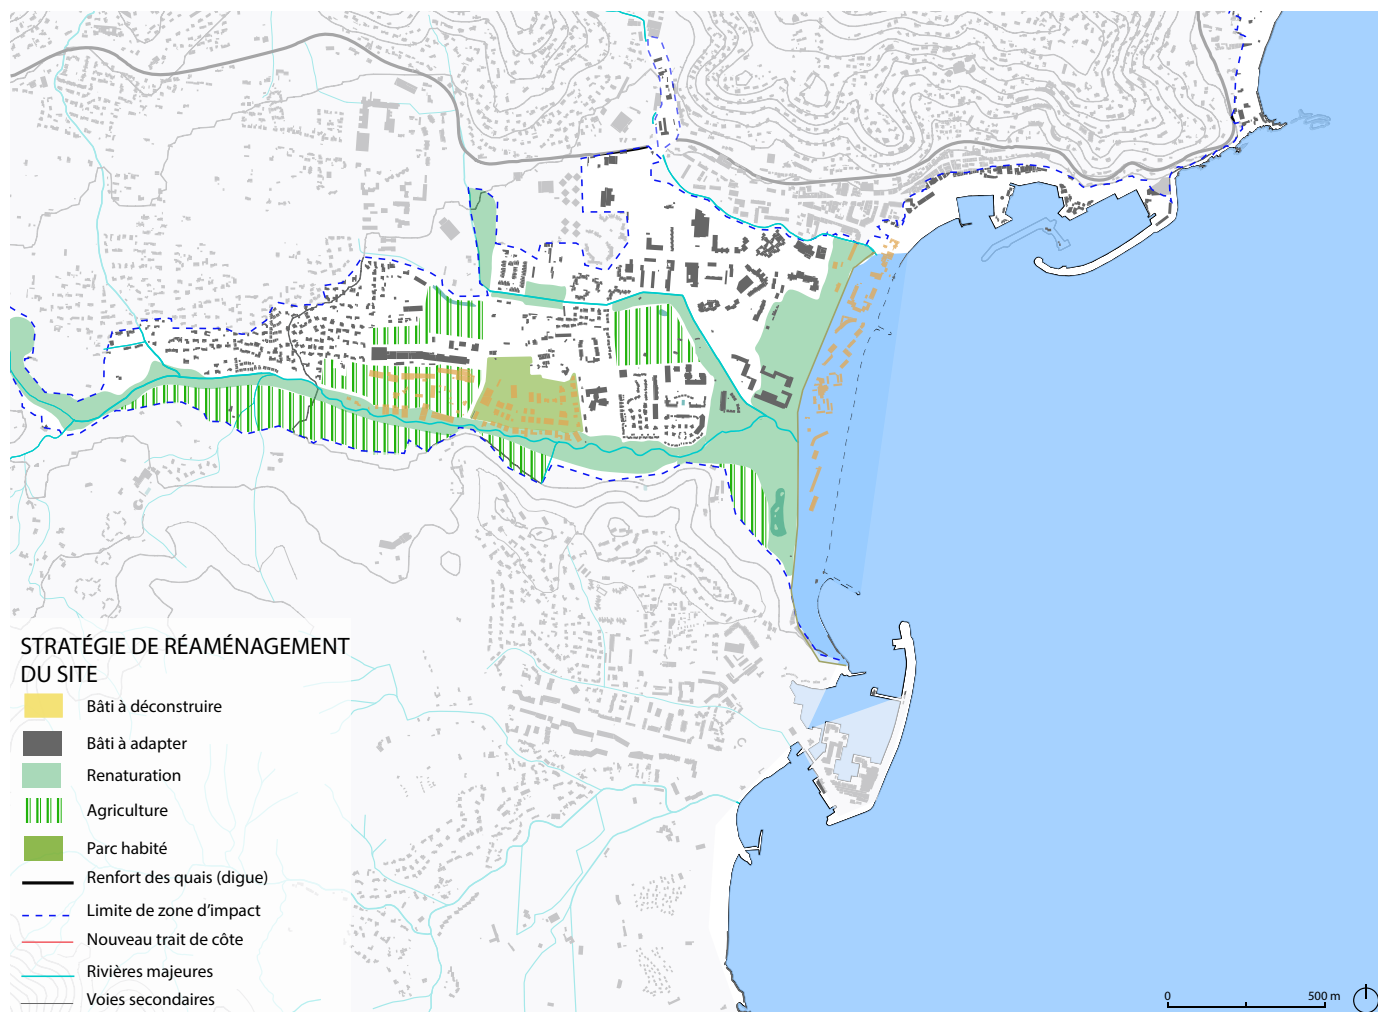 STRATÉGIE DE RÉAMÉNAGEMENT
DU SITE
Bâti à déconstruire
Bâti à adapter
Renaturation
Agriculture
Parc habité
Renfort des quais (digue)
Limite de zone d'impact
Nouveau trait de côte
Rivières majeures
Voies secondaires
0 500 m